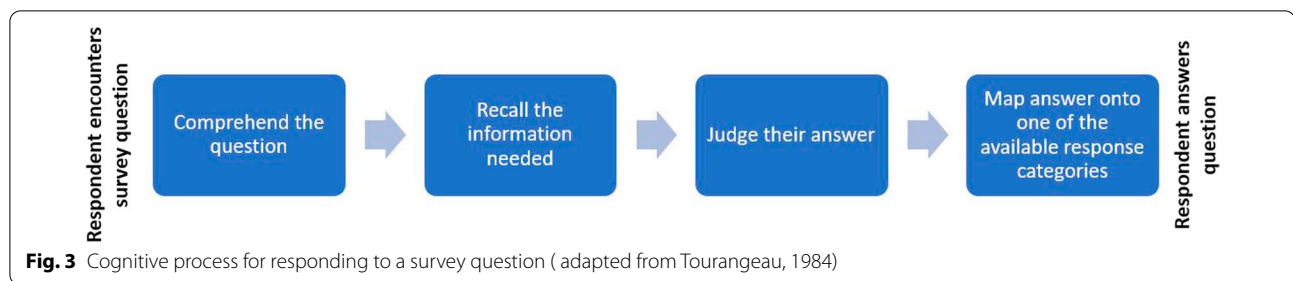 Respondent encounters
survey question
Comprehend the
question
Recall the
information
needed
Judge their answer
Map answer onto
one of the
available response
categories
Respondent answers
question
Fig. 3 Cognitive process for responding to a survey question ( adapted from Tourangeau, 1984)